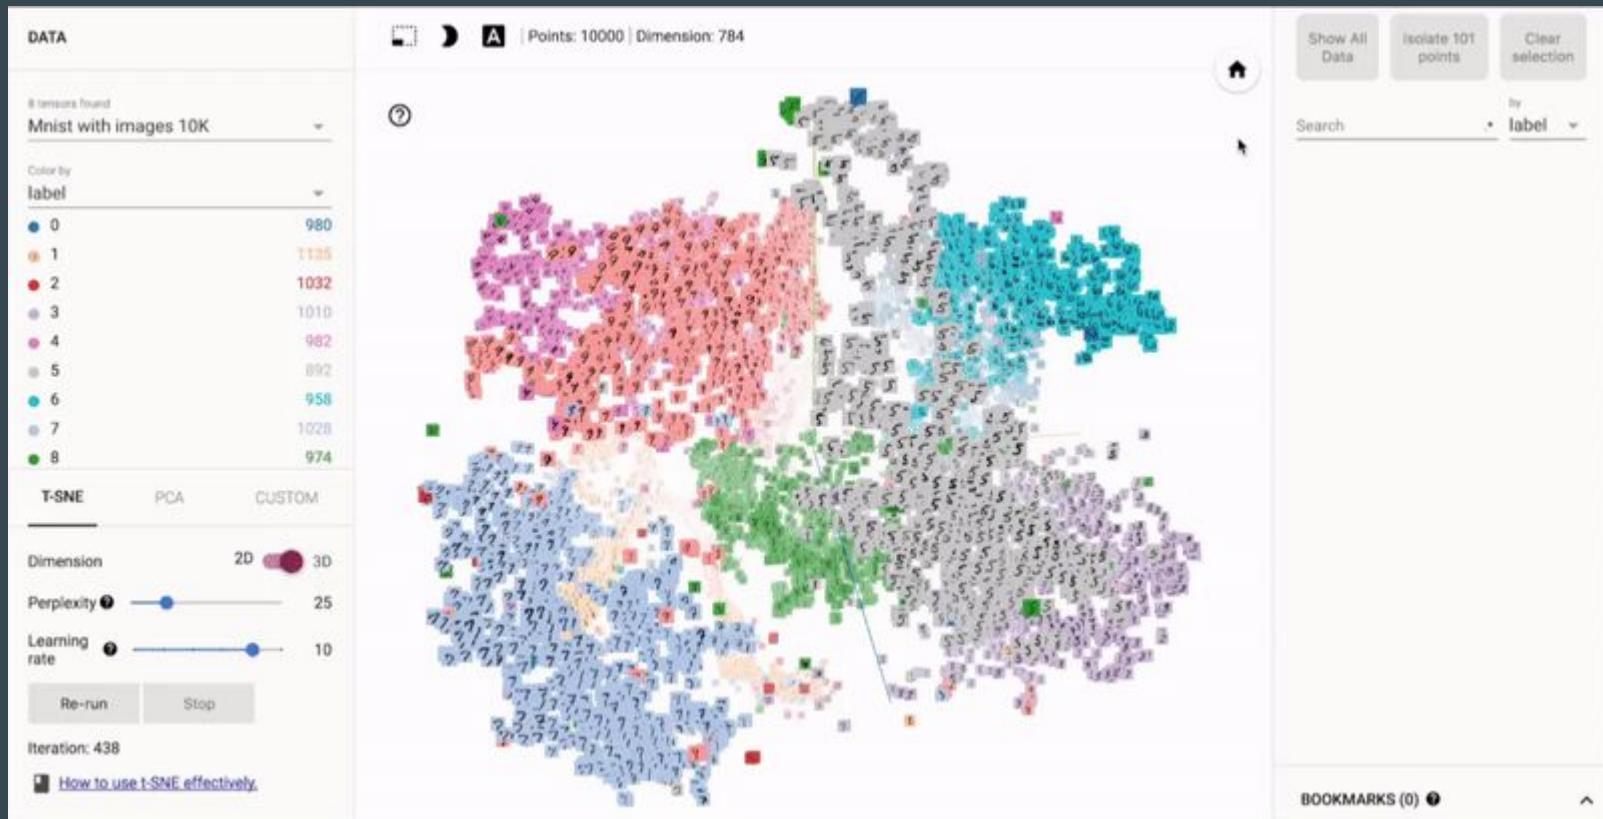 DATA
8 tensors found
Mnist with images 10K
Color by
label
0 980
1 1135
2 1032
3 1010
4 982
5 892
6 958
7 1028
8 974
T-SNE PCA CUSTOM
Dimension 2D 3D
Perplexity 25
Learning rate 10
Re-run Stop
Iteration: 438
How to use t-SNE effectively.
A | Points: 10000 | Dimension: 784
Show All Data
Isolate 101 points
Clear selection
Search .* by label
BOOKMARKS (0)